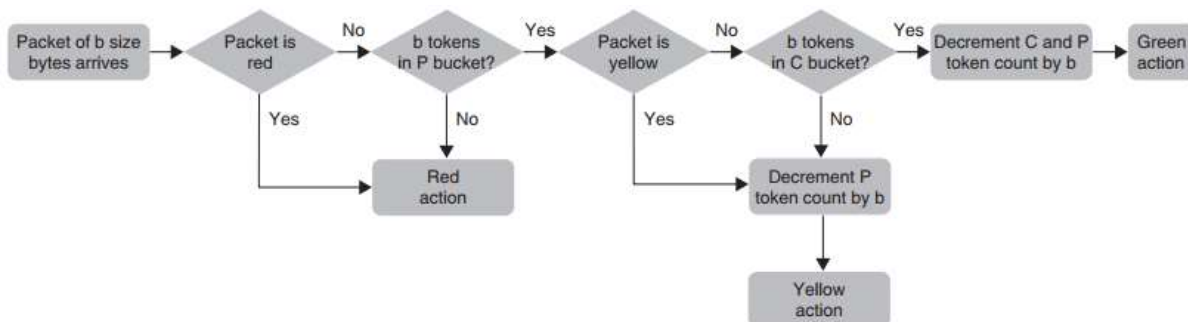 Packet of b size
bytes arrives
Packet is
red
No
b tokens
in P bucket?
Yes
Packet is
yellow
No
b tokens
in C bucket?
Yes
Decrement C and P
token count by b
Green
action
Yes
No
Yes
No
Red
action
Decrement P
token count by b
Yellow
action